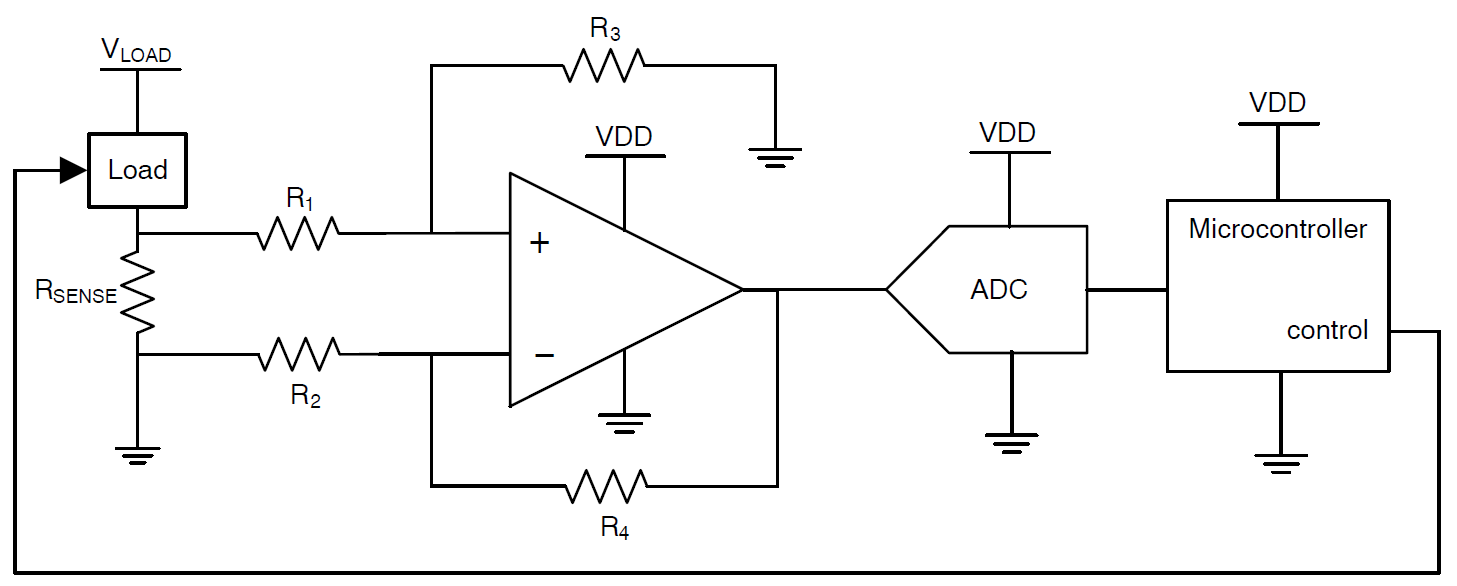 R3
VLOAD
VDD
VDD
VDD
Load
R1
+
Microcontroller
RSENSE
ADC
control
−
R2
R4